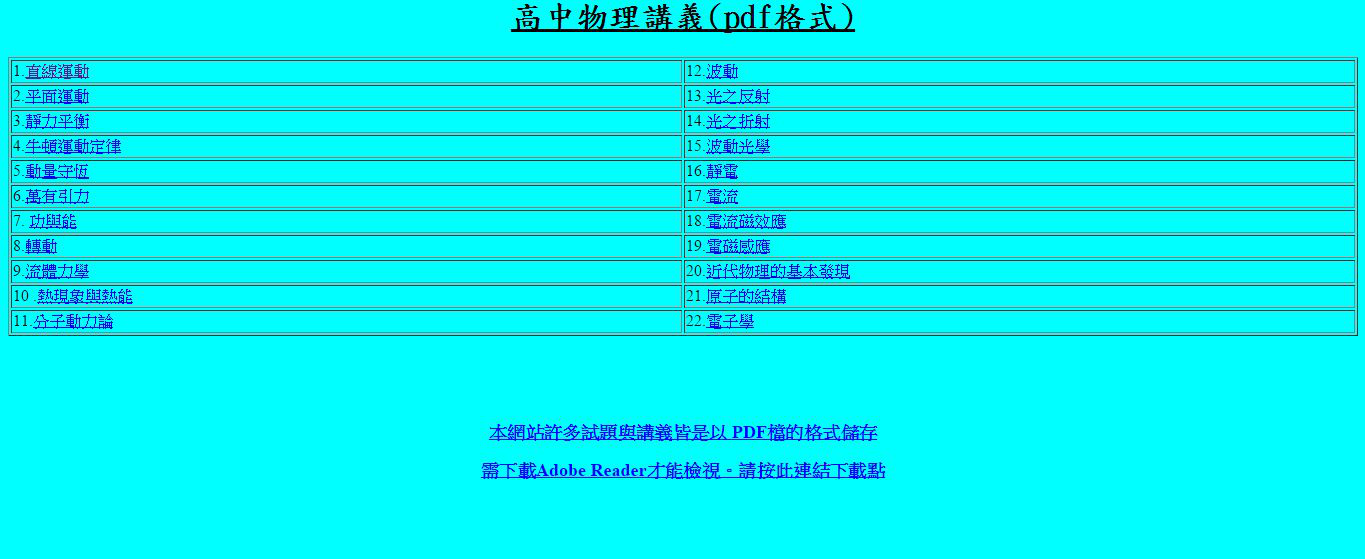 高中物理講義(pdf格式)
1.直線運動
12.波動
2.平面運動
13.光之反射
3.靜力平衡
14.光之折射
4.牛頓運動定律
15.波動光學
5.動量守恆
16.靜電
6.萬有引力
17.電流
7. 功與能
18.電流磁效應
8.轉動
19.電磁感應
9.流體力學
20.近代物理的基本發現
10 .熱現象與熱能
21.原子的結構
11.分子動力論
22.電子學
本網站許多試題與講義皆是以 PDF檔的格式儲存
需下載Adobe Reader才能檢視。請按此連結下載點